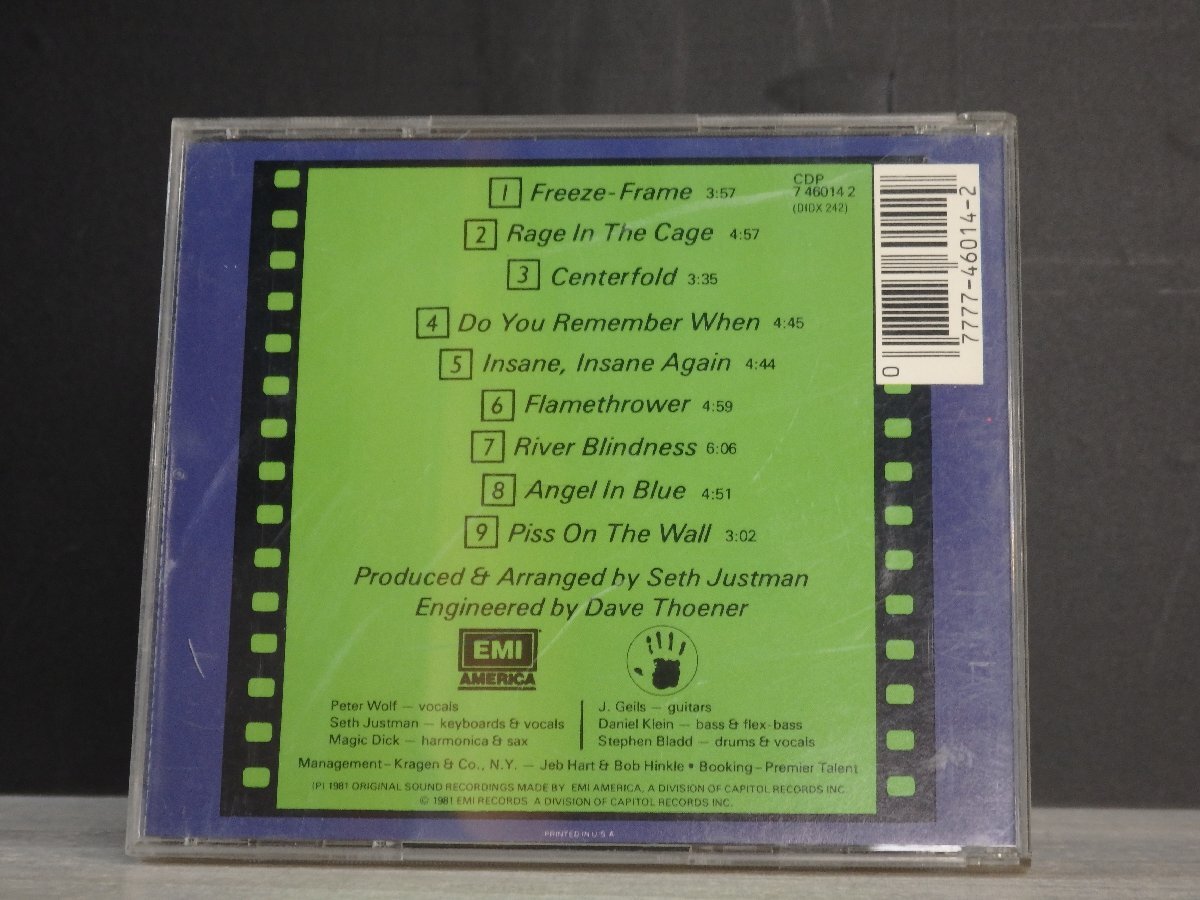 1 Freeze-Frame 3:57
CDP
7 46014 2
(DIDX 242)
2 Rage In The Cage 4:57
3 Centerfold 3:35
4 Do You Remember When 4:45
5 Insane, Insane Again 4:44
6 Flamethrower 4:59
7 River Blindness 6:06
8 Angel In Blue 4:51
9 Piss On The Wall 3:02
0 7777-46014-2
Produced & Arranged by Seth Justman
Engineered by Dave Thoener
EMI
AMERICA
Peter Wolf — vocals
Seth Justman — keyboards & vocals
Magic Dick — harmonica & sax
J. Geils — guitars
Daniel Klein — bass & flex-bass
Stephen Bladd — drums & vocals
Management—Kragen & Co., N.Y. — Jeb Hart & Bob Hinkle • Booking—Premier Talent
(P) 1981 ORIGINAL SOUND RECORDINGS MADE BY EMI AMERICA, A DIVISION OF CAPITOL RECORDS INC.
© 1981 EMI RECORDS A DIVISION OF CAPITOL RECORDS INC.
PRINTED IN U.S.A.